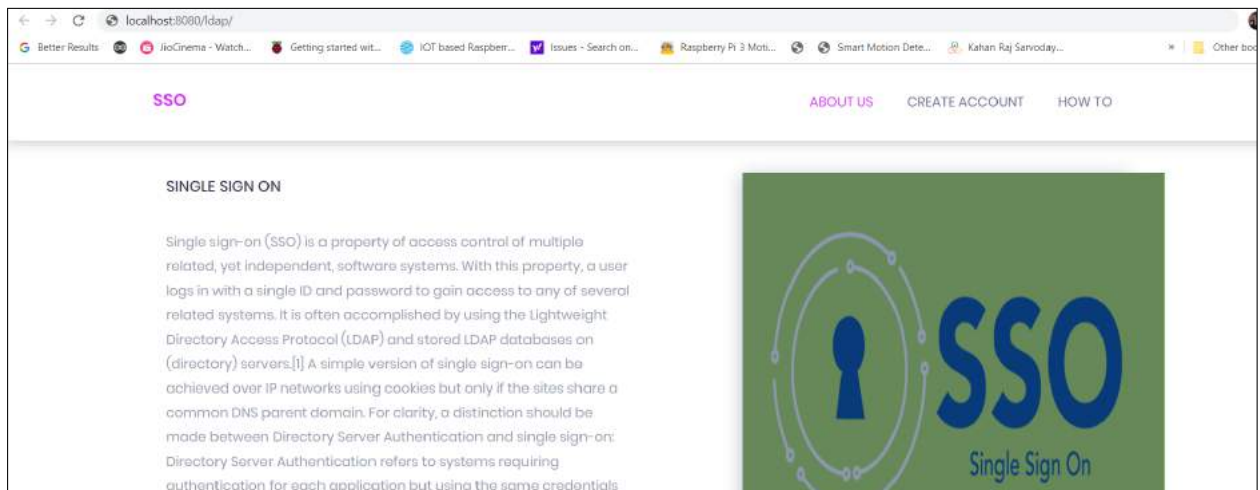 localhost:8080/ldap/
Better Results JioCinema - Watch... Getting started wit... IOT based Raspberr... Issues - Search on... Raspberry Pi 3 Moti... Smart Motion Dete... Kahan Raj Sarvoday... » Other boo
SSO ABOUT US CREATE ACCOUNT HOW TO
SINGLE SIGN ON
Single sign-on (SSO) is a property of access control of multiple
related, yet independent, software systems. With this property, a user
logs in with a single ID and password to gain access to any of several
related systems. It is often accomplished by using the Lightweight
Directory Access Protocol (LDAP) and stored LDAP databases on
(directory) servers.[1] A simple version of single sign-on can be
achieved over IP networks using cookies but only if the sites share a
common DNS parent domain. For clarity, a distinction should be
made between Directory Server Authentication and single sign-on:
Directory Server Authentication refers to systems requiring
authentication for each application but using the same credentials
SSO
Single Sign On